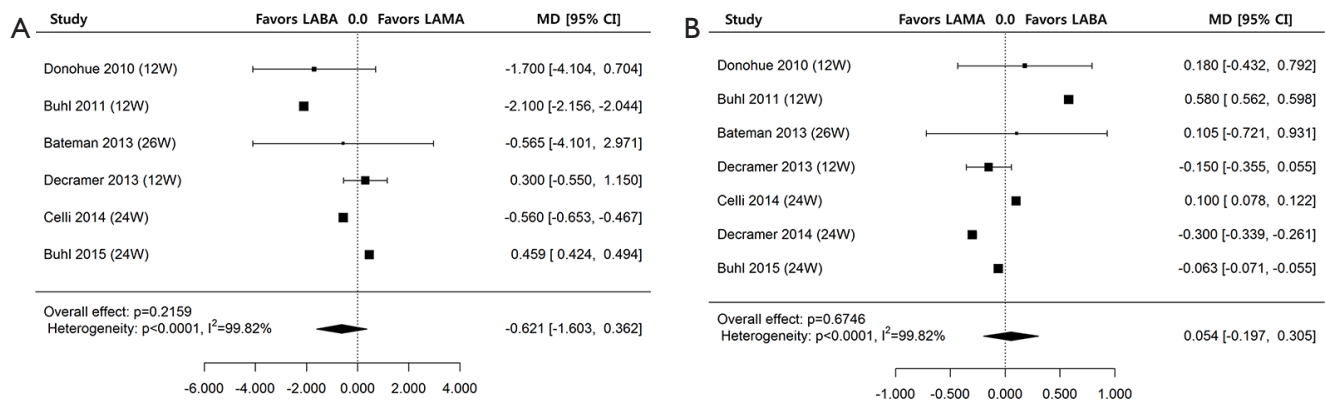 A
Study Favors LABA 0.0 Favors LAMA MD [95% CI]
Donohue 2010 (12W) -1.700 [-4.104, 0.704]
Buhl 2011 (12W) -2.100 [-2.156, -2.044]
Bateman 2013 (26W) -0.565 [-4.101, 2.971]
Decramer 2013 (12W) 0.300 [-0.550, 1.150]
Celli 2014 (24W) -0.560 [-0.653, -0.467]
Buhl 2015 (24W) 0.459 [ 0.424, 0.494]
Overall effect: p=0.2159
Heterogeneity: p<0.0001, I²=99.82% -0.621 [-1.603, 0.362]
-6.000 -4.000 -2.000 0.000 2.000 4.000
B
Study Favors LAMA 0.0 Favors LABA MD [95% CI]
Donohue 2010 (12W) 0.180 [-0.432, 0.792]
Buhl 2011 (12W) 0.580 [ 0.562, 0.598]
Bateman 2013 (26W) 0.105 [-0.721, 0.931]
Decramer 2013 (12W) -0.150 [-0.355, 0.055]
Celli 2014 (24W) 0.100 [ 0.078, 0.122]
Decramer 2014 (24W) -0.300 [-0.339, -0.261]
Buhl 2015 (24W) -0.063 [-0.071, -0.055]
Overall effect: p=0.6746
Heterogeneity: p<0.0001, I²=99.82% 0.054 [-0.197, 0.305]
-1.000 -0.500 0.000 0.500 1.000